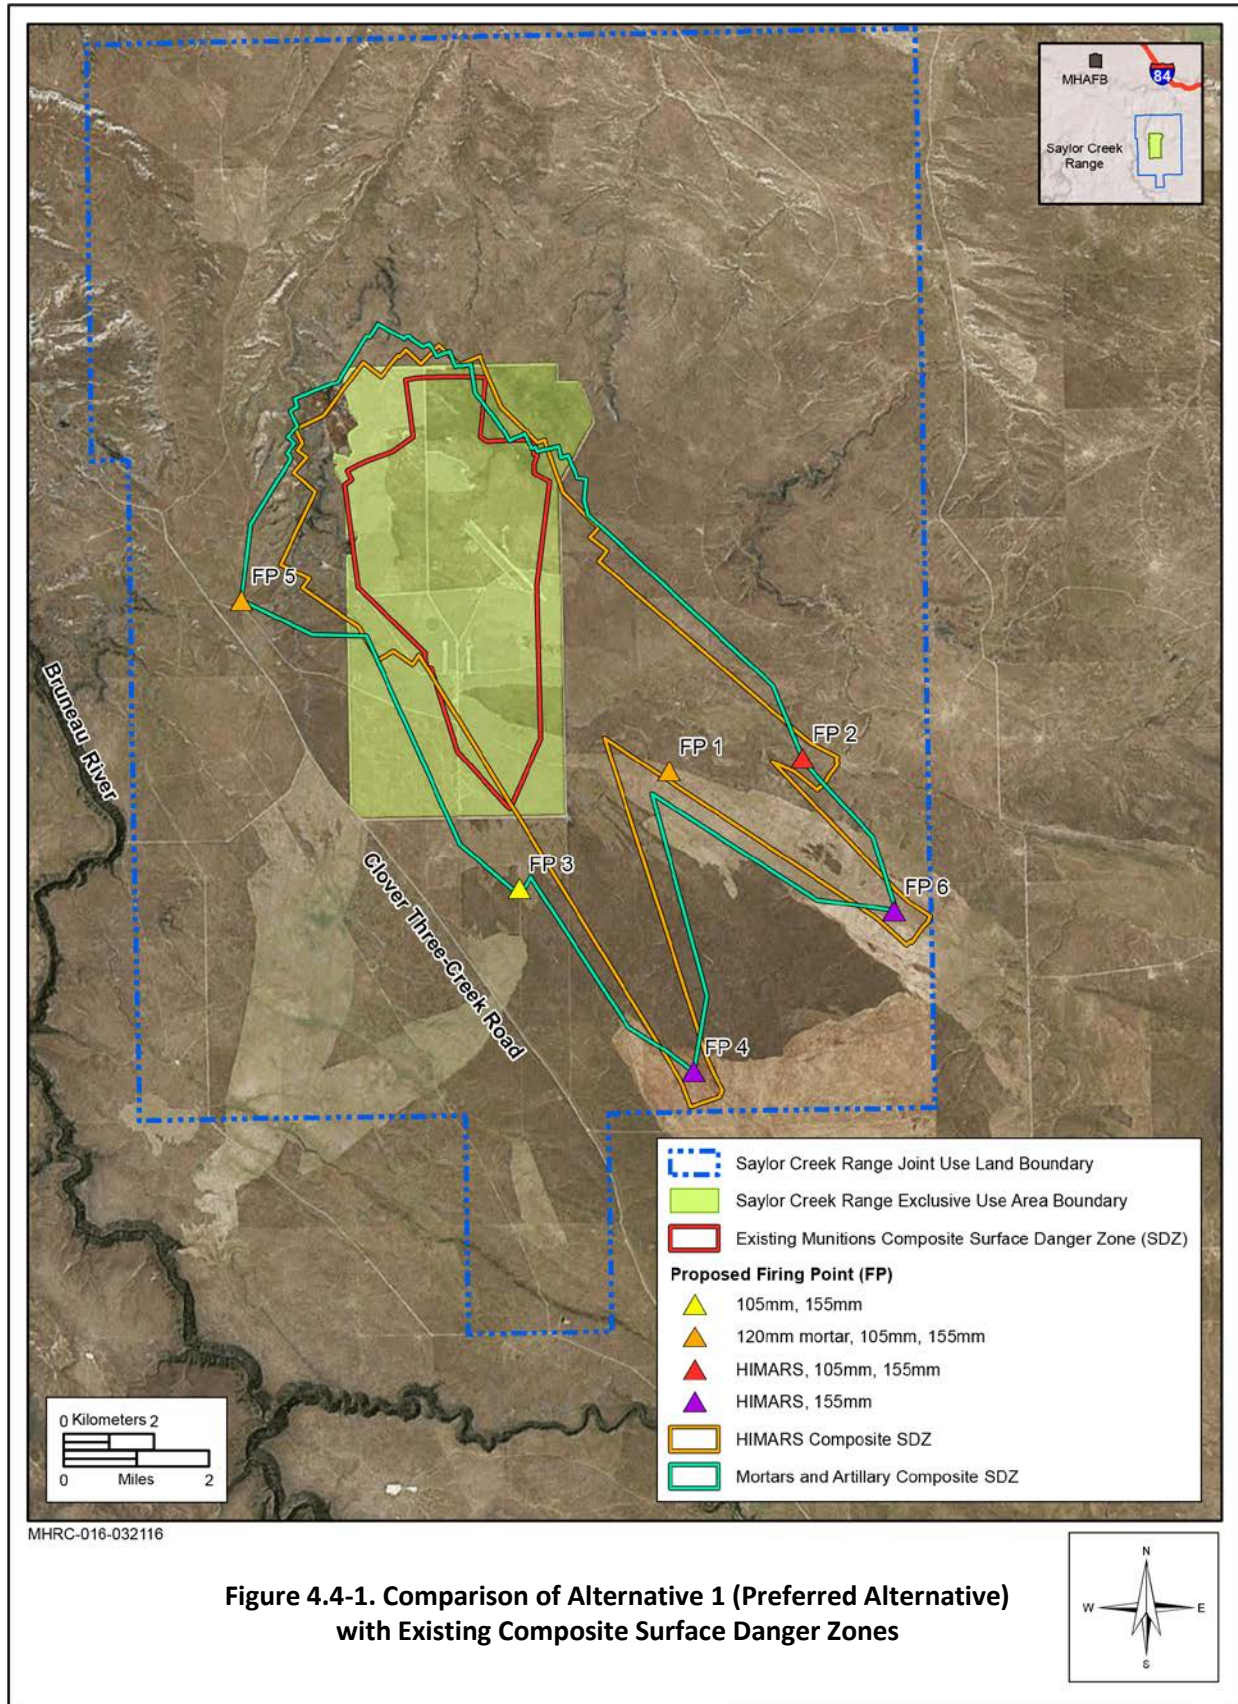 MHAFB
84
Saylor Creek
Range
FP 5
FP 1
FP 2
FP 3
FP 6
FP 4
Bruneau River
Clover Three-Creek Road
Saylor Creek Range Joint Use Land Boundary
Saylor Creek Range Exclusive Use Area Boundary
Existing Munitions Composite Surface Danger Zone (SDZ)
Proposed Firing Point (FP)
105mm, 155mm
120mm mortar, 105mm, 155mm
HIMARS, 105mm, 155mm
HIMARS, 155mm
HIMARS Composite SDZ
Mortars and Artillary Composite SDZ
0 Kilometers 2
0 Miles 2
MHRC-016-032116
Figure 4.4-1. Comparison of Alternative 1 (Preferred Alternative)
with Existing Composite Surface Danger Zones
N
W E
S